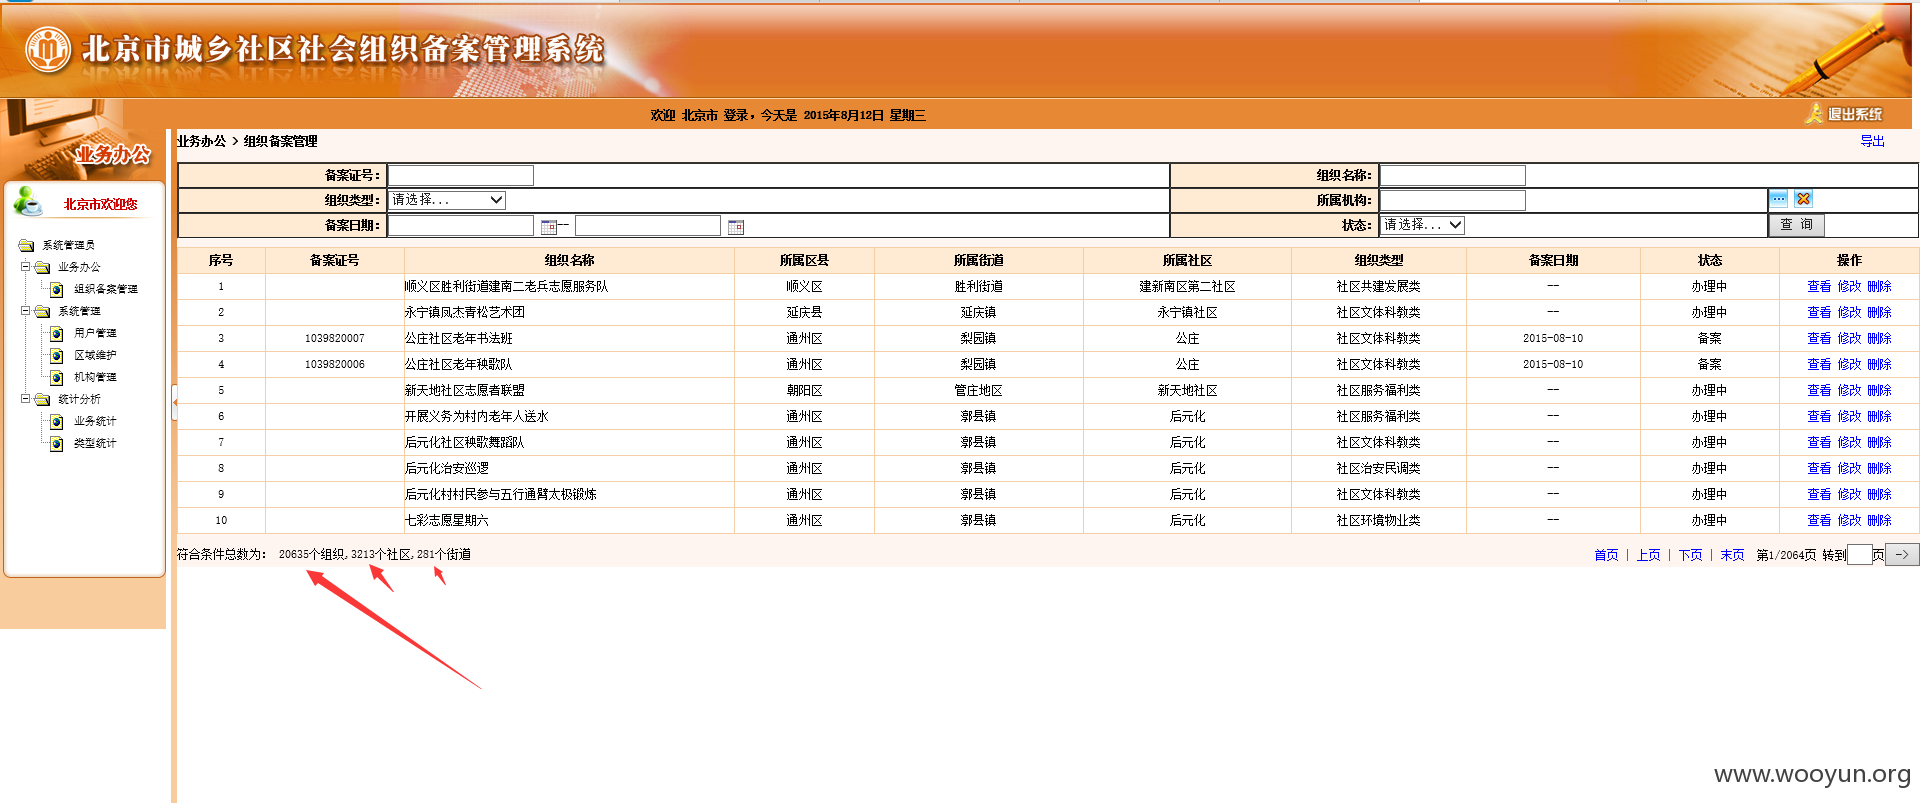 北京市城乡社区社会组织备案管理系统
欢迎 北京市 登录，今天是 2015年8月12日 星期三
退出系统
业务办公
业务办公 > 组织备案管理
导出
备案证号：
组织名称：
组织类型：
请选择...
所属机构：
备案日期：
--
状态：
请选择...
查 询
北京市欢迎您
系统管理员
业务办公
组织备案管理
系统管理
用户管理
区域维护
机构管理
统计分析
业务统计
类型统计
序号 备案证号 组织名称 所属区县 所属街道 所属社区 组织类型 备案日期 状态 操作
1 顺义区胜利街道建南二老兵志愿服务队 顺义区 胜利街道 建新南区第二社区 社区共建发展类 -- 办理中 查看 修改 删除
2 永宁镇凤杰青松艺术团 延庆县 延庆镇 永宁镇社区 社区文体科教类 -- 办理中 查看 修改 删除
3 1039820007 公庄社区老年书法班 通州区 梨园镇 公庄 社区文体科教类 2015-08-10 备案 查看 修改 删除
4 1039820006 公庄社区老年秧歌队 通州区 梨园镇 公庄 社区文体科教类 2015-08-10 备案 查看 修改 删除
5 新天地社区志愿者联盟 朝阳区 管庄地区 新天地社区 社区服务福利类 -- 办理中 查看 修改 删除
6 开展义务为村内老年人送水 通州区 漷县镇 后元化 社区服务福利类 -- 办理中 查看 修改 删除
7 后元化社区秧歌舞蹈队 通州区 漷县镇 后元化 社区文体科教类 -- 办理中 查看 修改 删除
8 后元化治安巡逻 通州区 漷县镇 后元化 社区治安民调类 -- 办理中 查看 修改 删除
9 后元化村村民参与五行通臂太极锻炼 通州区 漷县镇 后元化 社区文体科教类 -- 办理中 查看 修改 删除
10 七彩志愿星期六 通州区 漷县镇 后元化 社区环境物业类 -- 办理中 查看 修改 删除
符合条件总数为： 20635个组织,3213个社区,281个街道
首页 | 上页 | 下页 | 末页 第1/2064页 转到 页 ->
www.wooyun.org